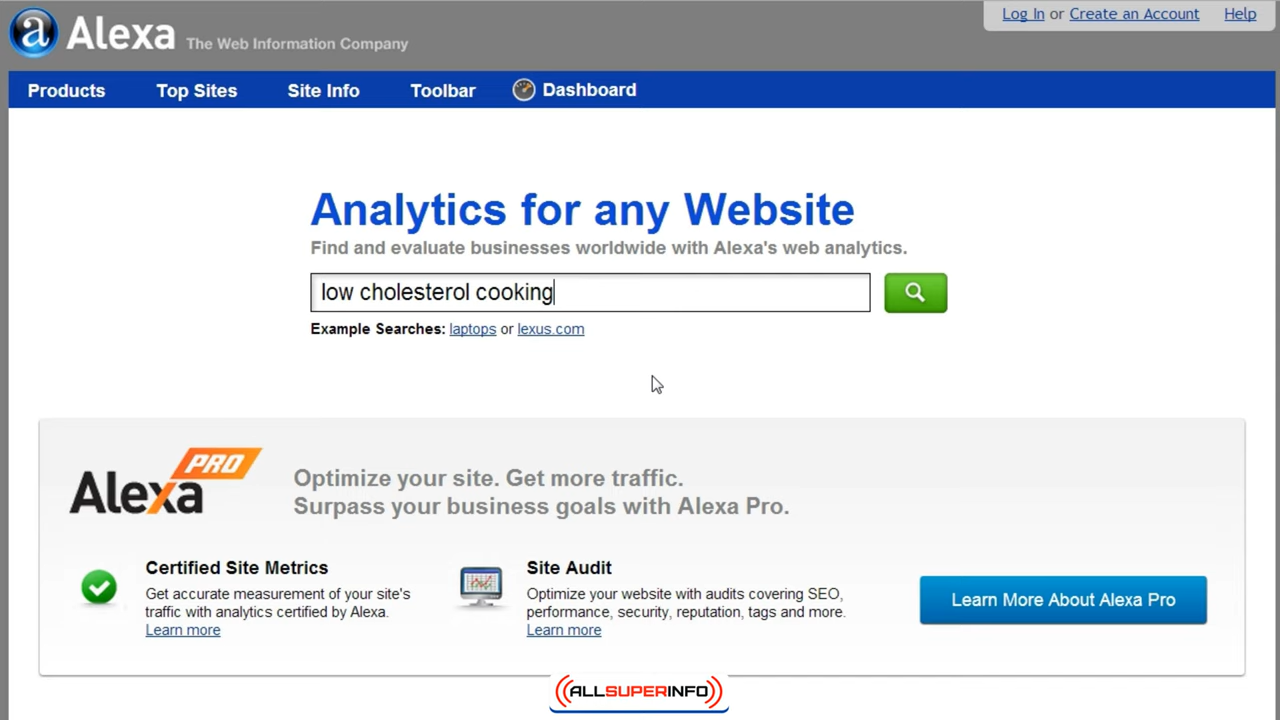 a Alexa The Web Information Company
Log In or Create an Account Help
Products Top Sites Site Info Toolbar Dashboard
Analytics for any Website
Find and evaluate businesses worldwide with Alexa's web analytics.
low cholesterol cooking
Example Searches: laptops or lexus.com
Alexa PRO
Optimize your site. Get more traffic.
Surpass your business goals with Alexa Pro.
Certified Site Metrics
Get accurate measurement of your site's
traffic with analytics certified by Alexa.
Learn more
Site Audit
Optimize your website with audits covering SEO,
performance, security, reputation, tags and more.
Learn more
Learn More About Alexa Pro
ALLSUPERINFO